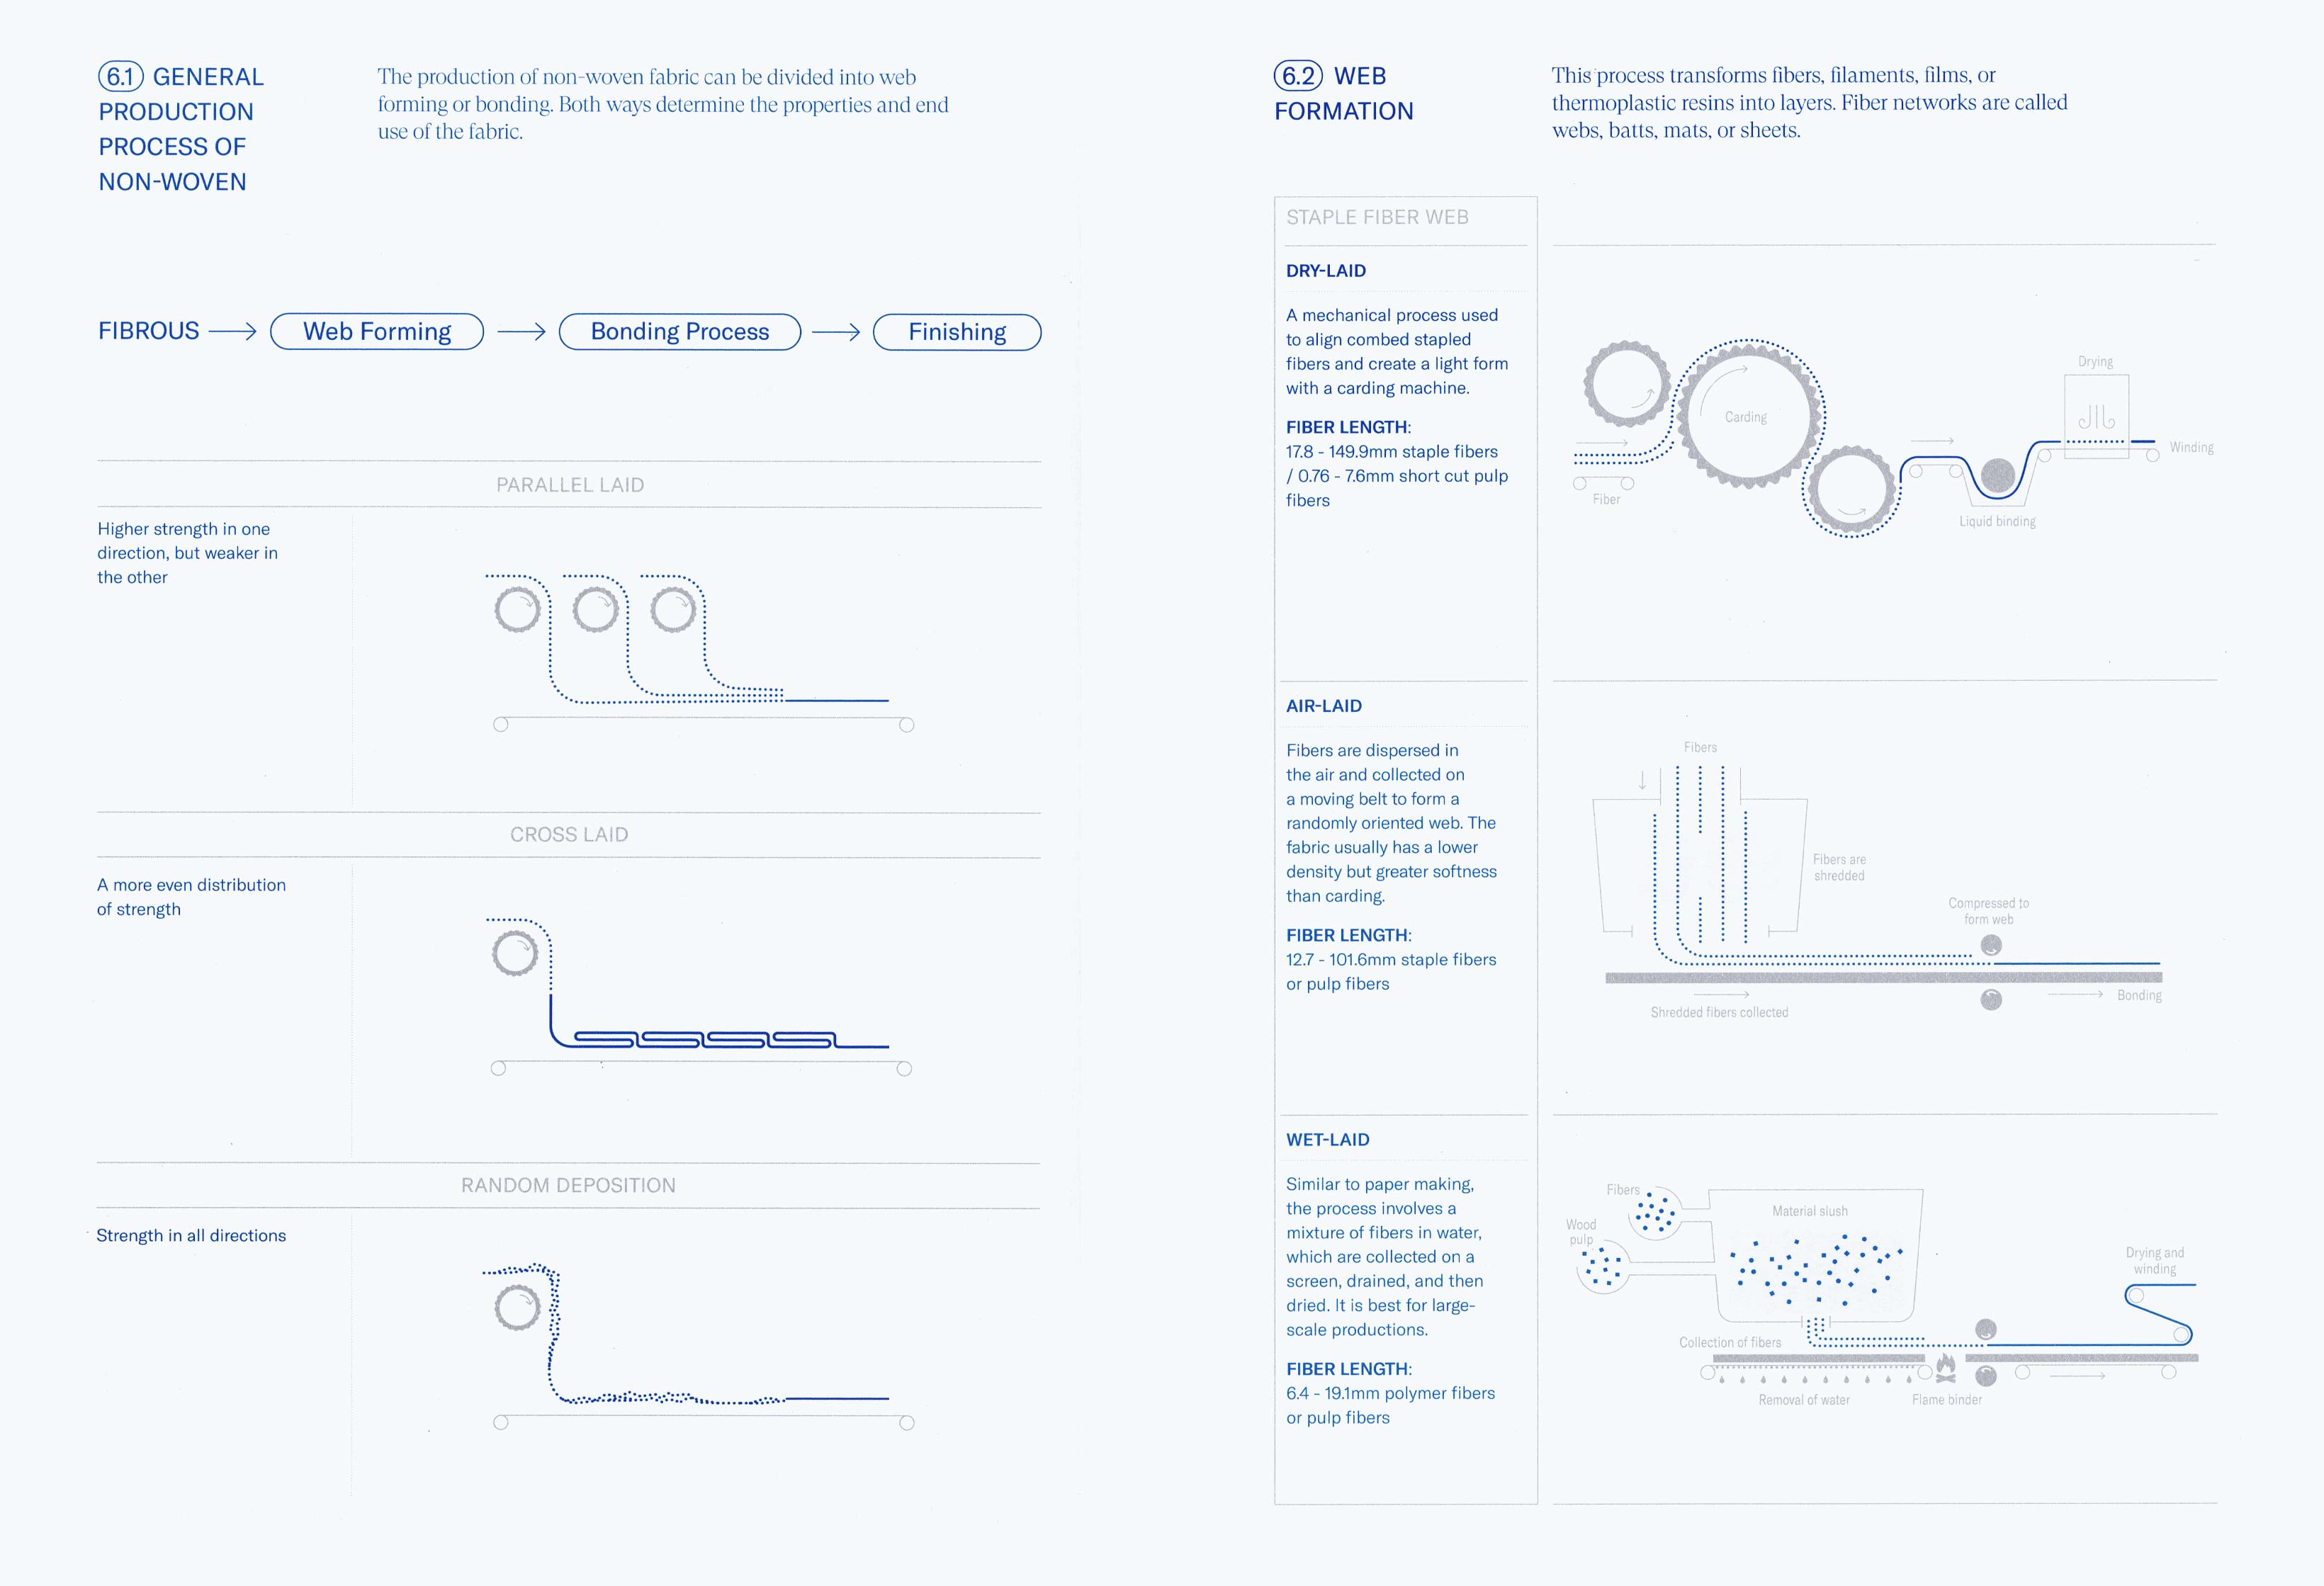 6.1 GENERAL
PRODUCTION
PROCESS OF
NON-WOVEN
The production of non-woven fabric can be divided into web
forming or bonding. Both ways determine the properties and end
use of the fabric.
FIBROUS
Web Forming
Bonding Process
Finishing
PARALLEL LAID
Higher strength in one
direction, but weaker in
the other
CROSS LAID
A more even distribution
of strength
RANDOM DEPOSITION
Strength in all directions
6.2 WEB
FORMATION
This process transforms fibers, filaments, films, or
thermoplastic resins into layers. Fiber networks are called
webs, batts, mats, or sheets.
STAPLE FIBER WEB
DRY-LAID
A mechanical process used
to align combed stapled
fibers and create a light form
with a carding machine.
FIBER LENGTH:
17.8 - 149.9mm staple fibers
/ 0.76 - 7.6mm short cut pulp
fibers
Fiber
Carding
Liquid binding
Drying
Winding
AIR-LAID
Fibers are dispersed in
the air and collected on
a moving belt to form a
randomly oriented web. The
fabric usually has a lower
density but greater softness
than carding.
FIBER LENGTH:
12.7 - 101.6mm staple fibers
or pulp fibers
Fibers
Fibers are
shredded
Compressed to
form web
Shredded fibers collected
Bonding
WET-LAID
Similar to paper making,
the process involves a
mixture of fibers in water,
which are collected on a
screen, drained, and then
dried. It is best for large-
scale productions.
FIBER LENGTH:
6.4 - 19.1mm polymer fibers
or pulp fibers
Fibers
Wood
pulp
Material slush
Collection of fibers
Removal of water
Flame binder
Drying and
winding